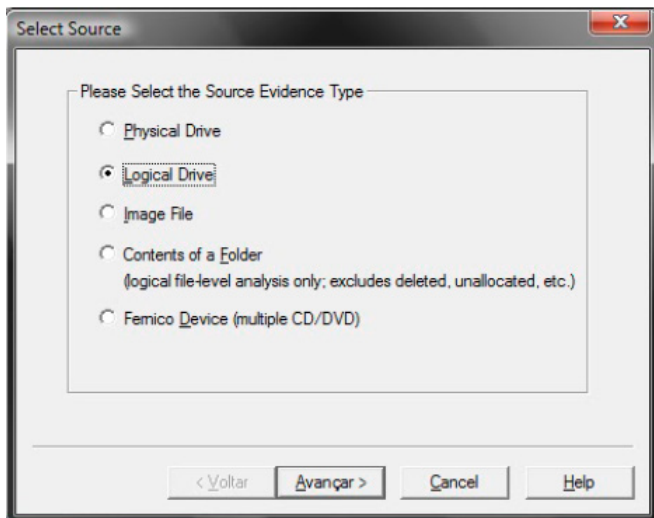 Select Source
Please Select the Source Evidence Type
Physical Drive
Logical Drive
Image File
Contents of a Folder
(logical file-level analysis only; excludes deleted, unallocated, etc.)
Fernico Device (multiple CD/DVD)
< Voltar
Avançar >
Cancel
Help